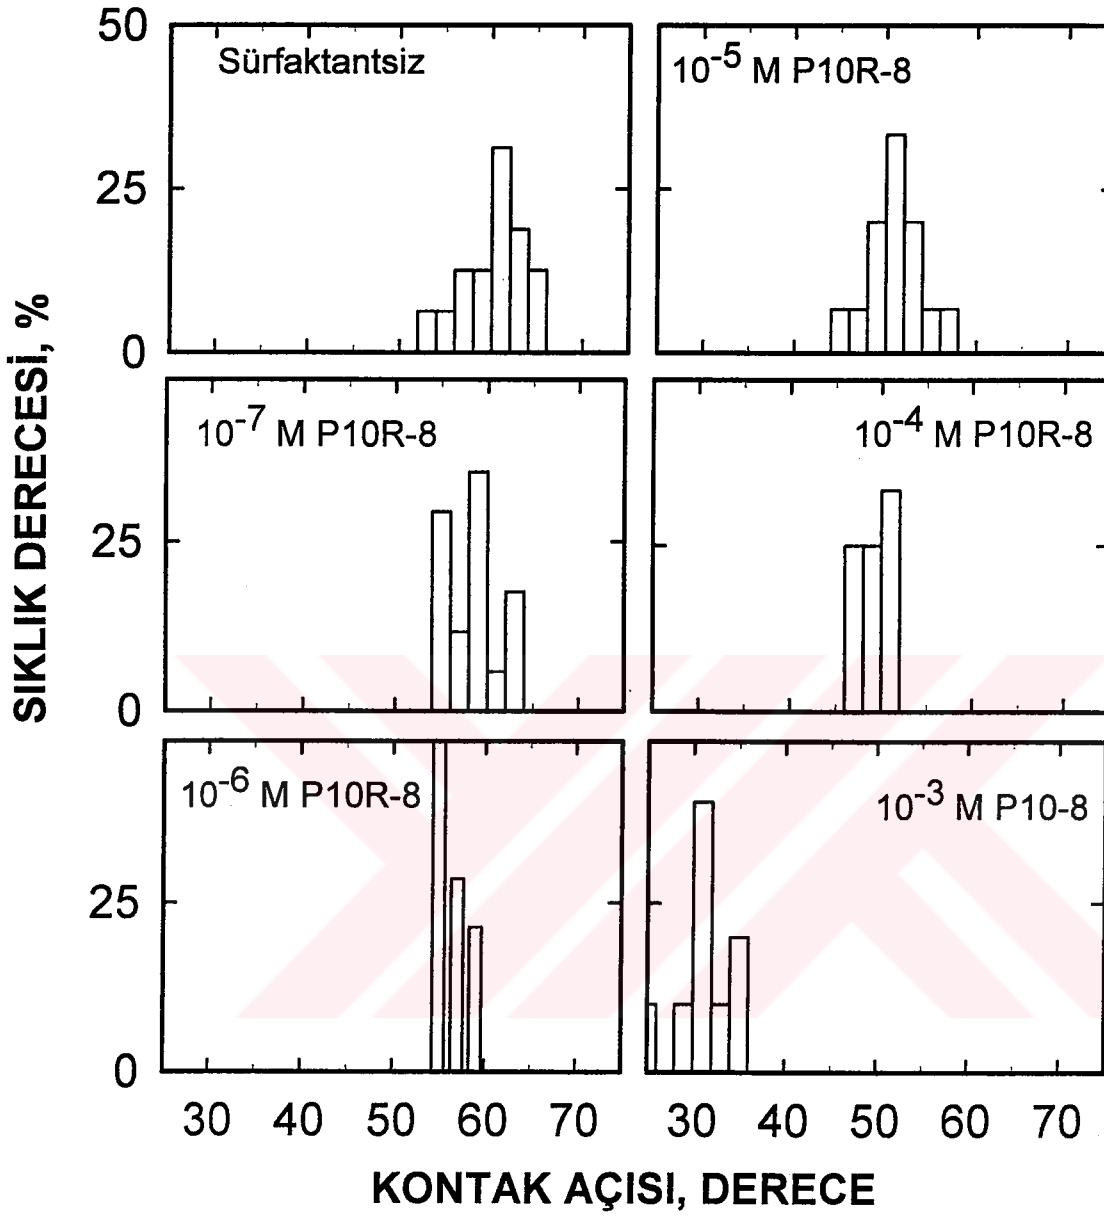 50
Sürfaktantsiz
10-5 M P10R-8
25
0
10-7 M P10R-8
10-4 M P10R-8
25
0
10-6 M P10R-8
10-3 M P10-8
25
0
30 40 50 60 70
30 40 50 60 70
SIKLIK DERECESİ, %
KONTAK AÇISI, DERECE